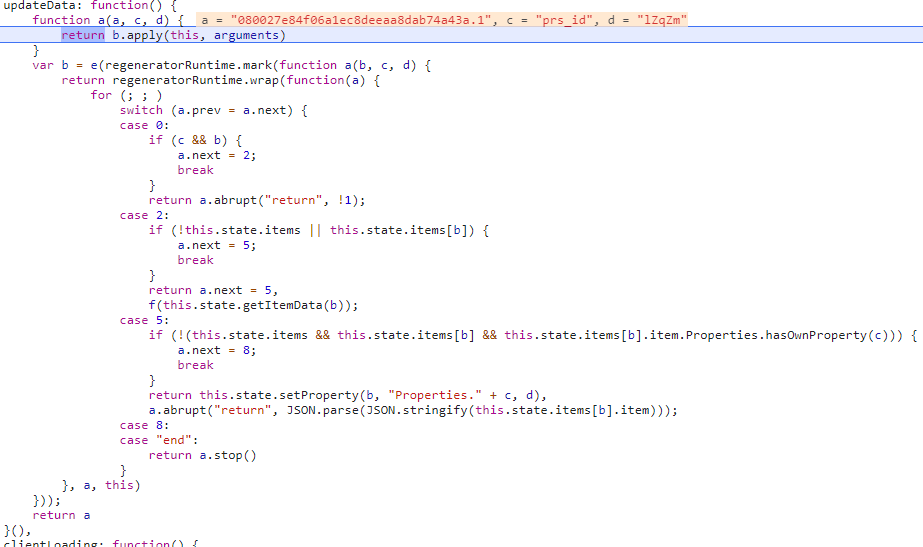 updateData: function() {
function a(a, c, d) { a = "080027e84f06a1ec8deeaa8dab74a43a.1", c = "prs_id", d = "lZqZm"
return b.apply(this, arguments)
}
var b = e(regeneratorRuntime.mark(function a(b, c, d) {
return regeneratorRuntime.wrap(function(a) {
for (; ; )
switch (a.prev = a.next) {
case 0:
if (c && b) {
a.next = 2;
break
}
return a.abrupt("return", !1);
case 2:
if (!this.state.items || this.state.items[b]) {
a.next = 5;
break
}
return a.next = 5,
f(this.state.getItemData(b));
case 5:
if (!(this.state.items && this.state.items[b] && this.state.items[b].item.Properties.hasOwnProperty(c))) {
a.next = 8;
break
}
return this.state.setProperty(b, "Properties." + c, d),
a.abrupt("return", JSON.parse(JSON.stringify(this.state.items[b].item)));
case 8:
case "end":
return a.stop()
}
}, a, this)
}));
return a
}(),
clientLoading: function() {